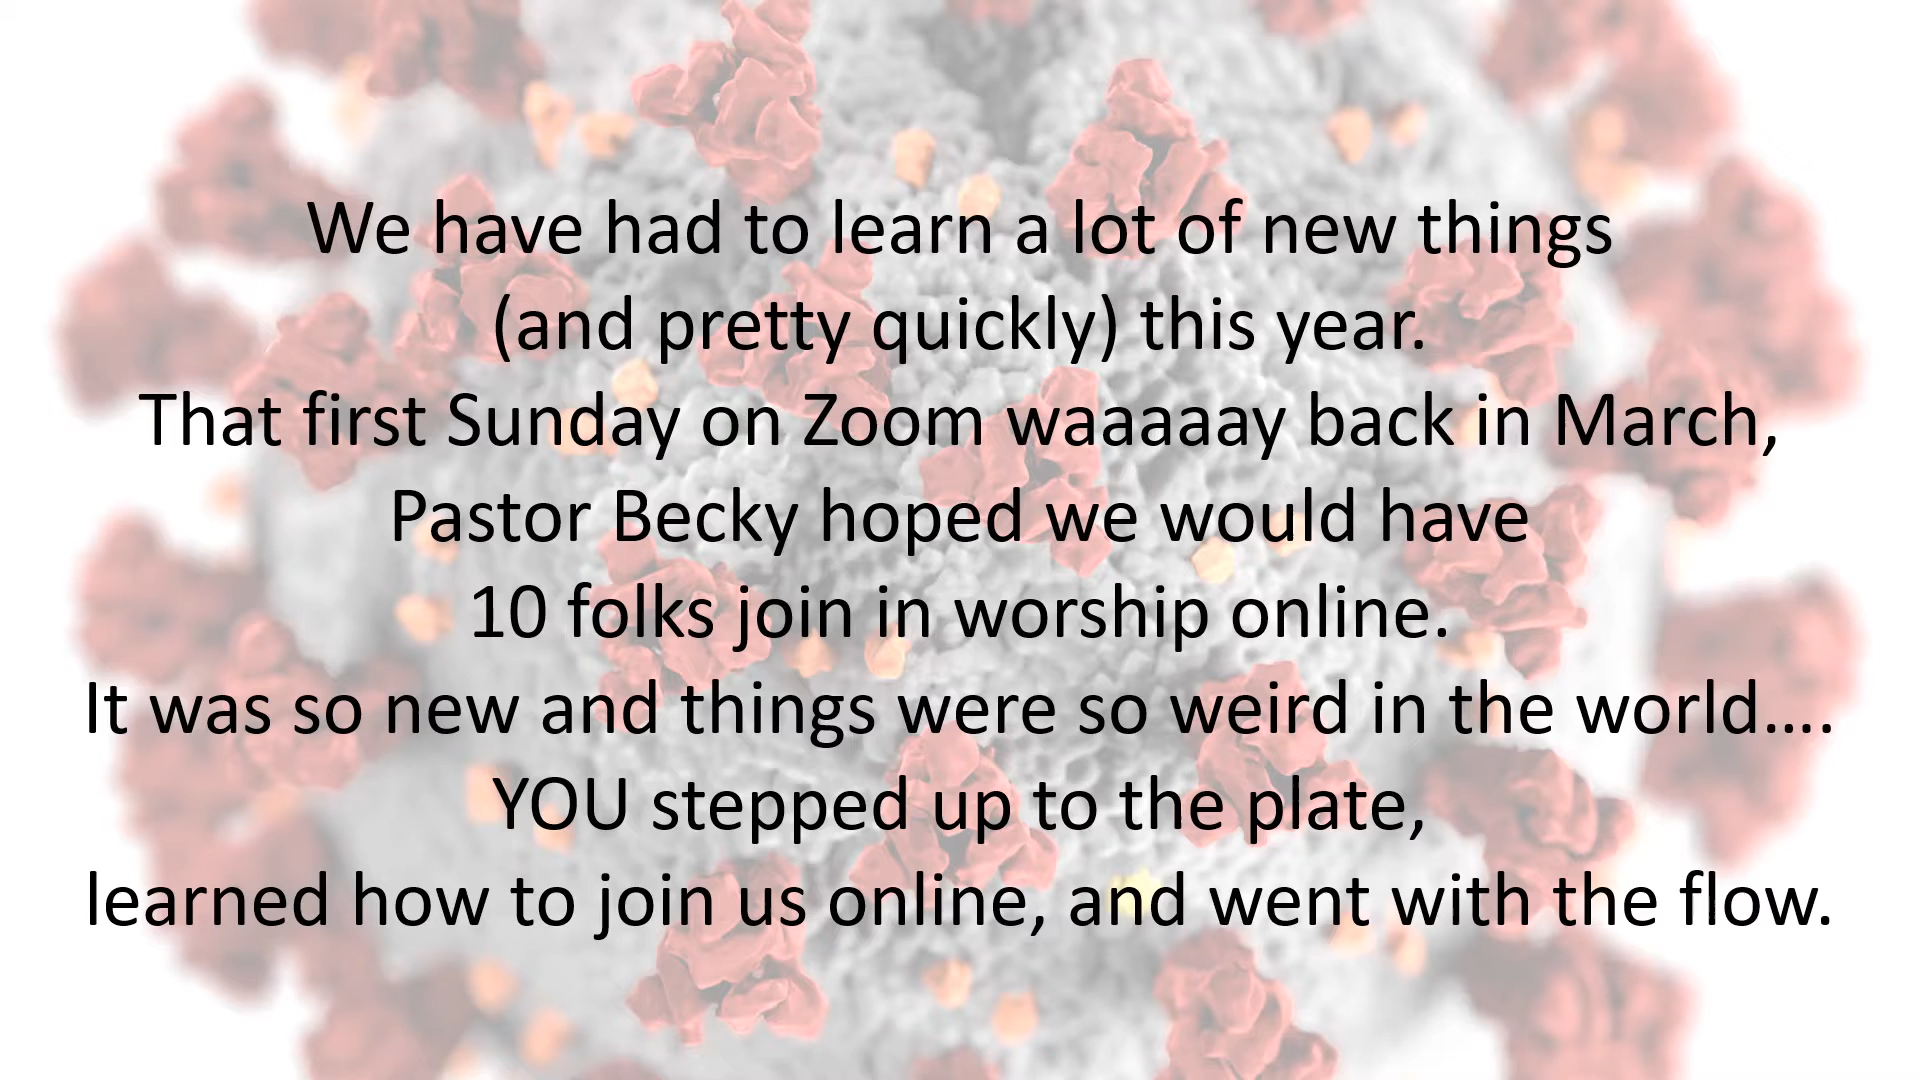 We have had to learn a lot of new things
(and pretty quickly) this year.
That first Sunday on Zoom waaaaay back in March,
Pastor Becky hoped we would have
10 folks join in worship online.
It was so new and things were so weird in the world….
YOU stepped up to the plate,
learned how to join us online, and went with the flow.